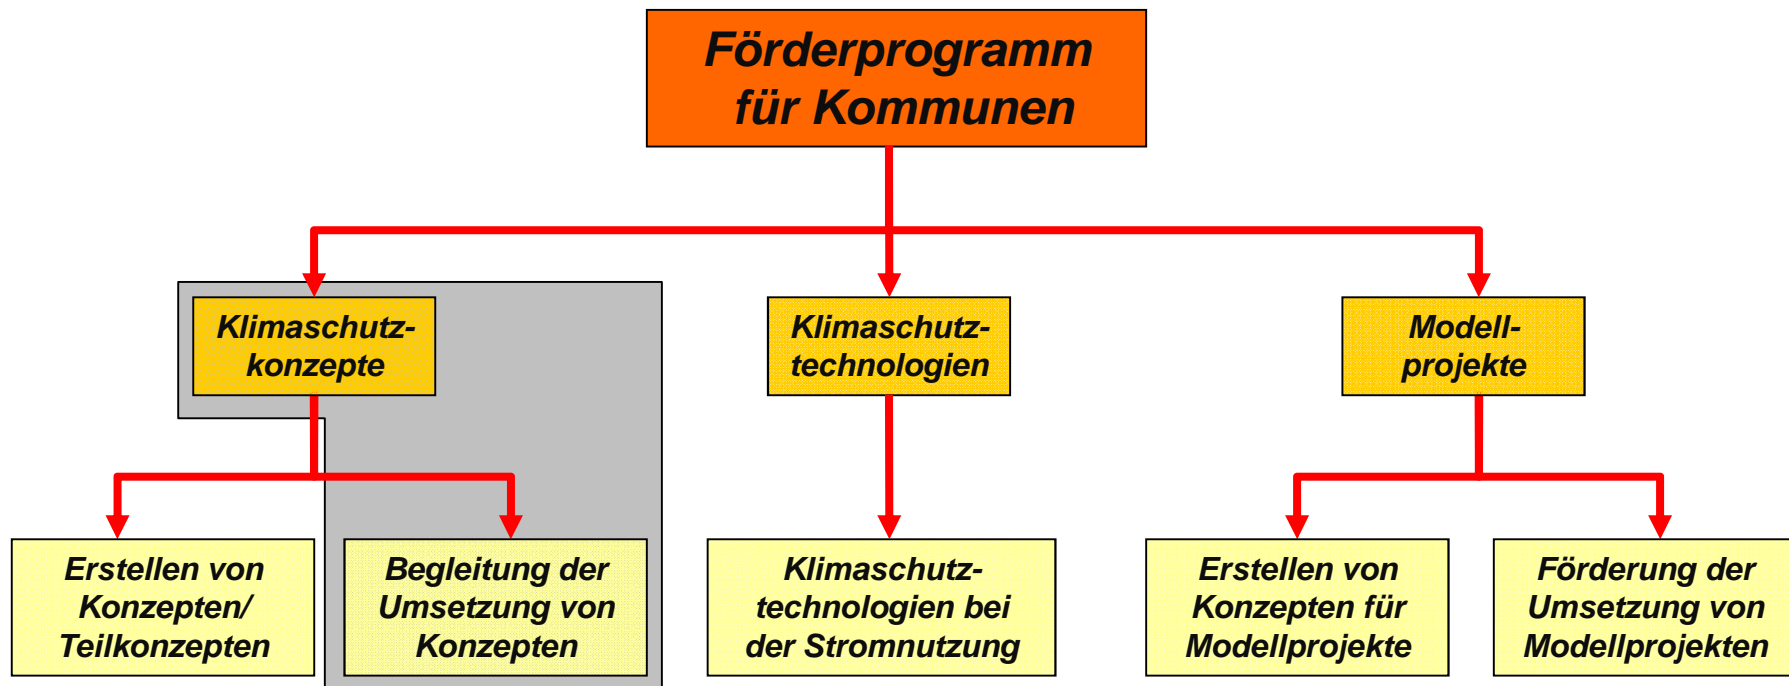 Förderprogramm
für Kommunen
Klimaschutz-
konzepte
Klimaschutz-
technologien
Modell-
projekte
Erstellen von
Konzepten/
Teilkonzepten
Begleitung der
Umsetzung von
Konzepten
Klimaschutz-
technologien bei
der Stromnutzung
Erstellen von
Konzepten für
Modellprojekte
Förderung der
Umsetzung von
Modellprojekten